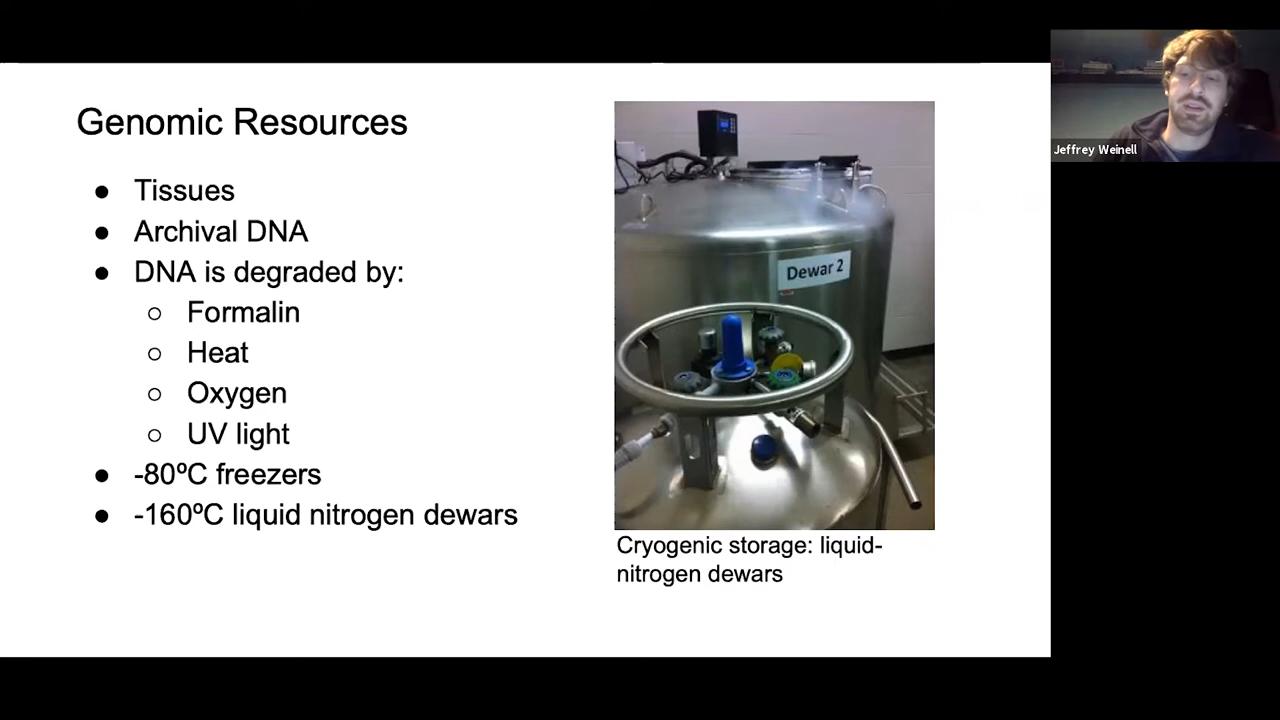 Genomic Resources
● Tissues
● Archival DNA
● DNA is degraded by:
○ Formalin
○ Heat
○ Oxygen
○ UV light
● -80ºC freezers
● -160ºC liquid nitrogen dewars
Dewar 2
Cryogenic storage: liquid-
nitrogen dewars
Jeffrey Weinell